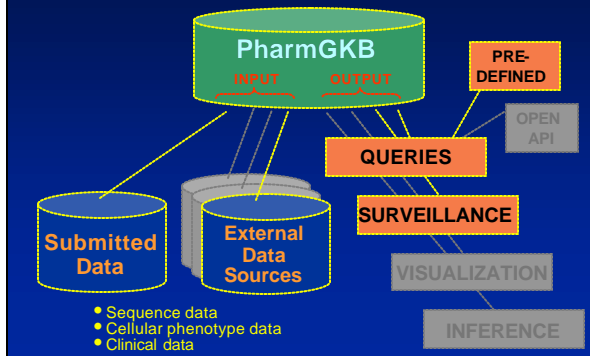 PharmGKB
INPUT
OUTPUT
PRE-
DEFINED
OPEN
API
QUERIES
SURVEILLANCE
VISUALIZATION
INFERENCE
Submitted
Data
External
Data
Sources
• Sequence data
• Cellular phenotype data
• Clinical data